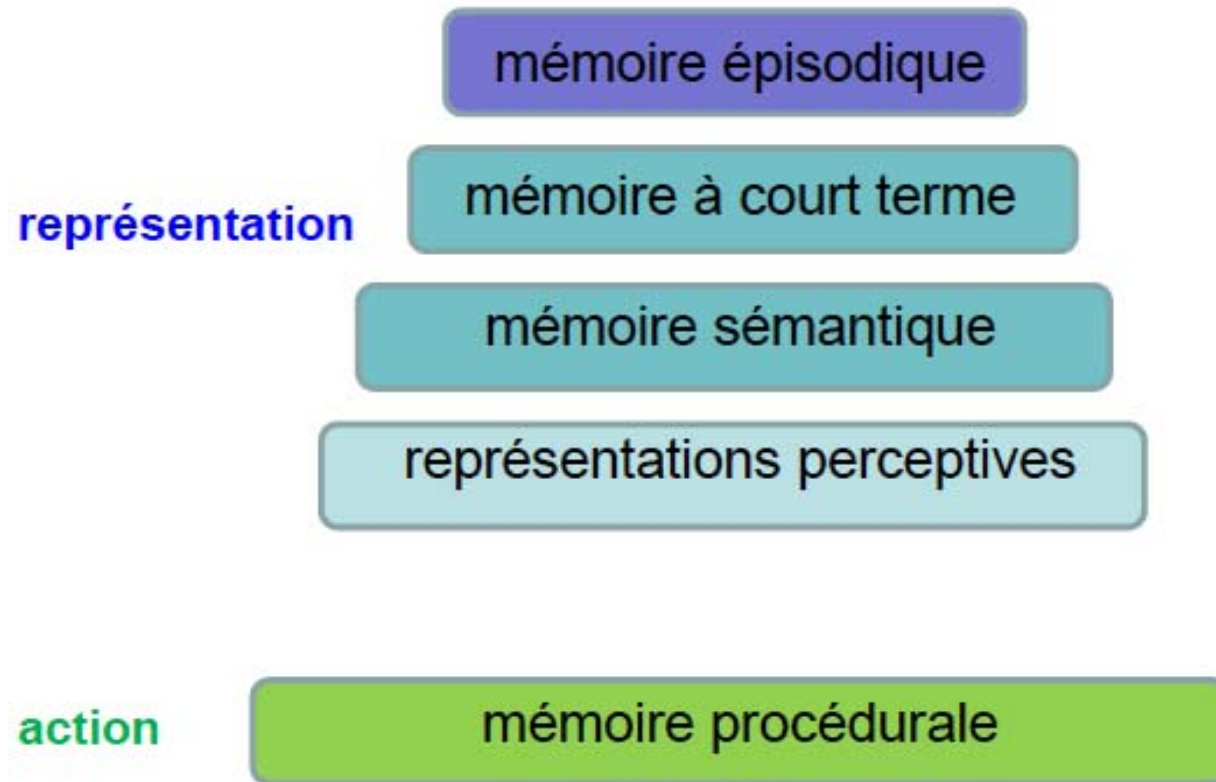 mémoire épisodique
mémoire à court terme
représentation
mémoire sémantique
représentations perceptives
action
mémoire procédurale